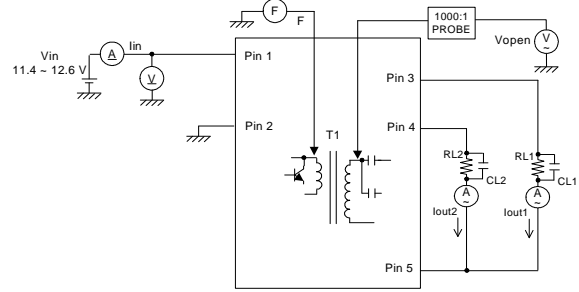 F
F
1000:1
PROBE
V
~
Vopen
Iin
A
Vin
11.4 ~ 12.6 V
V
Pin 1
Pin 2
Pin 3
Pin 4
T1
RL2
CL2
RL1
CL1
A
~
A
~
Iout2
Iout1
Pin 5